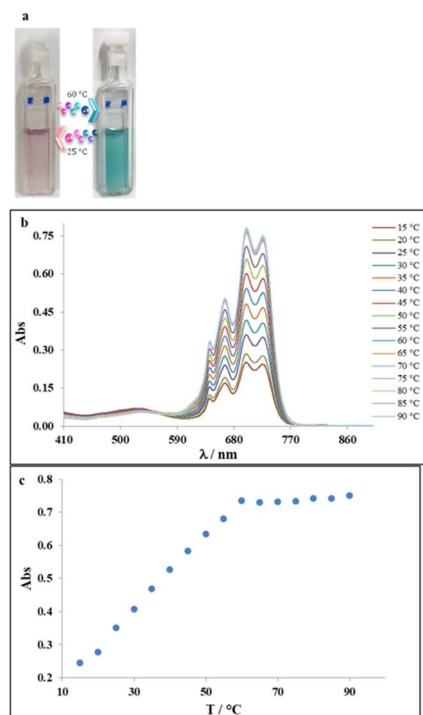 a
60 °C
25 °C
b
0.75
0.60
0.45
0.30
0.15
0.00
Abs
410 500 590 680 770 860
λ / nm
15 °C
20 °C
25 °C
30 °C
35 °C
40 °C
45 °C
50 °C
55 °C
60 °C
65 °C
70 °C
75 °C
80 °C
85 °C
90 °C
c
0.8
0.7
0.6
0.5
0.4
0.3
0.2
Abs
10 30 50 70 90
T / °C